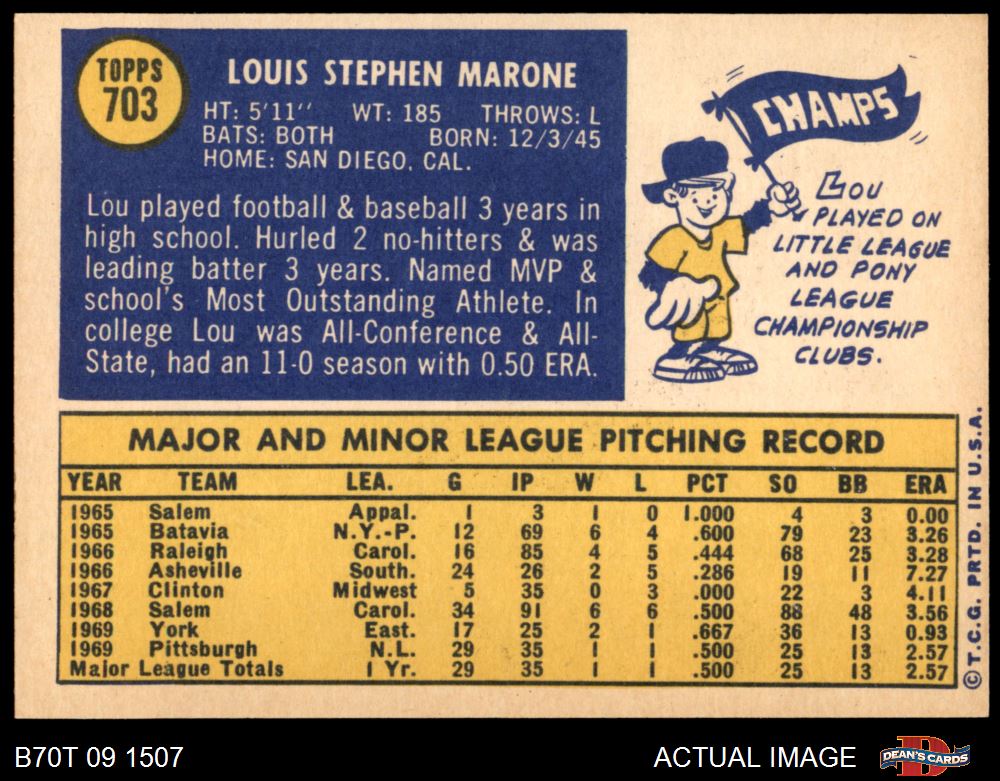 TOPPS
703
LOUIS STEPHEN MARONE
HT: 5'11'' WT: 185 THROWS: L
BATS: BOTH BORN: 12/3/45
HOME: SAN DIEGO, CAL.
Lou played football & baseball 3 years in
high school. Hurled 2 no-hitters & was
leading batter 3 years. Named MVP &
school's Most Outstanding Athlete. In
college Lou was All-Conference & All-
State, had an 11-0 season with 0.50 ERA.
CHAMPS
LOU
PLAYED ON
LITTLE LEAGUE
AND PONY
LEAGUE
CHAMPIONSHIP
CLUBS.
MAJOR AND MINOR LEAGUE PITCHING RECORD
YEAR TEAM LEA. G IP W L PCT SO BB ERA
1965 Salem Appal. 1 3 1 0 1.000 4 3 0.00
1965 Batavia N.Y.-P. 12 69 6 4 .600 79 23 3.26
1966 Raleigh Carol. 16 85 4 5 .444 68 25 3.28
1966 Asheville South. 24 26 2 5 .286 19 11 7.27
1967 Clinton Midwest 5 35 0 3 .000 22 3 4.11
1968 Salem Carol. 34 91 6 6 .500 88 48 3.56
1969 York East. 17 25 2 1 .667 36 13 0.93
1969 Pittsburgh N.L. 29 35 1 1 .500 25 13 2.57
Major League Totals 1 Yr. 29 35 1 1 .500 25 13 2.57
©T.C.G. PRTD. IN U.S.A.
B70T 09 1507
ACTUAL IMAGE
DEAN'S CARDS